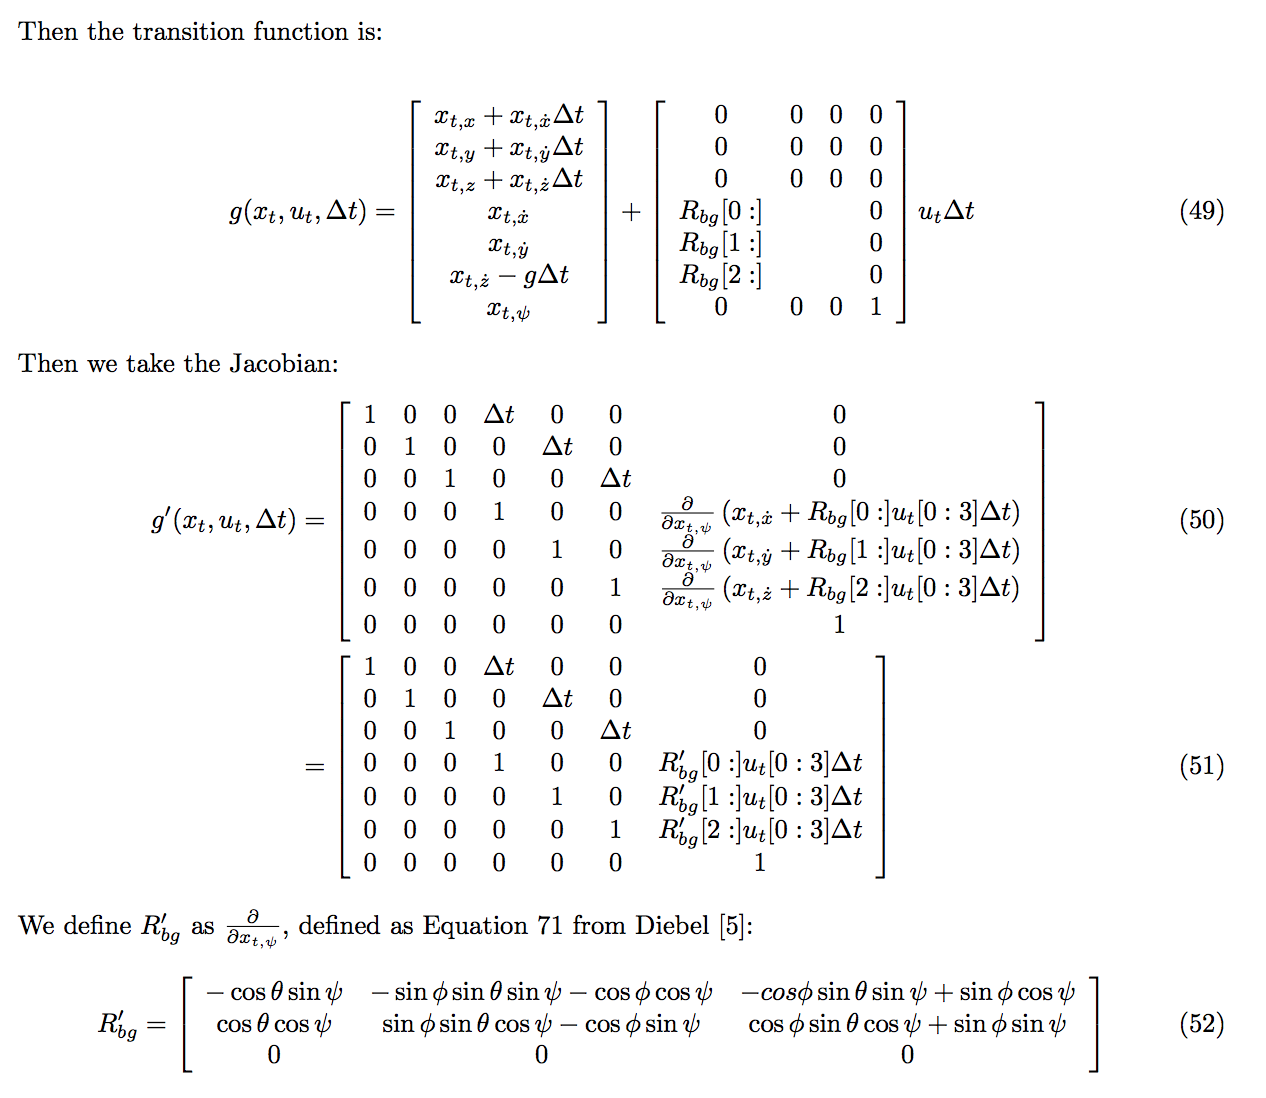 Then the transition function is:
$g(x_t, u_t, \Delta t) = \begin{bmatrix} x_{t,x} + x_{t,\dot{x}}\Delta t \\ x_{t,y} + x_{t,\dot{y}}\Delta t \\ x_{t,z} + x_{t,\dot{z}}\Delta t \\ x_{t,\dot{x}} \\ x_{t,\dot{y}} \\ x_{t,\dot{z}} - g\Delta t \\ x_{t,\psi} \end{bmatrix} + \begin{bmatrix} 0 & 0 & 0 & 0 \\ 0 & 0 & 0 & 0 \\ 0 & 0 & 0 & 0 \\ R_{bg}[0:] & & & 0 \\ R_{bg}[1:] & & & 0 \\ R_{bg}[2:] & & & 0 \\ 0 & 0 & 0 & 1 \end{bmatrix} u_t \Delta t$ (49)
Then we take the Jacobian:
$g'(x_t, u_t, \Delta t) = \begin{bmatrix} 1 & 0 & 0 & \Delta t & 0 & 0 & 0 \\ 0 & 1 & 0 & 0 & \Delta t & 0 & 0 \\ 0 & 0 & 1 & 0 & 0 & \Delta t & 0 \\ 0 & 0 & 0 & 1 & 0 & 0 & \frac{\partial}{\partial x_{t,\psi}}(x_{t,\dot{x}} + R_{bg}[0:]u_t[0:3]\Delta t) \\ 0 & 0 & 0 & 0 & 1 & 0 & \frac{\partial}{\partial x_{t,\psi}}(x_{t,\dot{y}} + R_{bg}[1:]u_t[0:3]\Delta t) \\ 0 & 0 & 0 & 0 & 0 & 1 & \frac{\partial}{\partial x_{t,\psi}}(x_{t,\dot{z}} + R_{bg}[2:]u_t[0:3]\Delta t) \\ 0 & 0 & 0 & 0 & 0 & 0 & 1 \end{bmatrix}$ (50)
$= \begin{bmatrix} 1 & 0 & 0 & \Delta t & 0 & 0 & 0 \\ 0 & 1 & 0 & 0 & \Delta t & 0 & 0 \\ 0 & 0 & 1 & 0 & 0 & \Delta t & 0 \\ 0 & 0 & 0 & 1 & 0 & 0 & R'_{bg}[0:]u_t[0:3]\Delta t \\ 0 & 0 & 0 & 0 & 1 & 0 & R'_{bg}[1:]u_t[0:3]\Delta t \\ 0 & 0 & 0 & 0 & 0 & 1 & R'_{bg}[2:]u_t[0:3]\Delta t \\ 0 & 0 & 0 & 0 & 0 & 0 & 1 \end{bmatrix}$ (51)
We define $R'_{bg}$ as $\frac{\partial}{\partial x_{t,\psi}}$, defined as Equation 71 from Diebel [5]:
$R'_{bg} = \begin{bmatrix} -\cos\theta\sin\psi & -\sin\phi\sin\theta\sin\psi - \cos\phi\cos\psi & -cos\phi\sin\theta\sin\psi + \sin\phi\cos\psi \\ \cos\theta\cos\psi & \sin\phi\sin\theta\cos\psi - \cos\phi\sin\psi & \cos\phi\sin\theta\cos\psi + \sin\phi\sin\psi \\ 0 & 0 & 0 \end{bmatrix}$ (52)